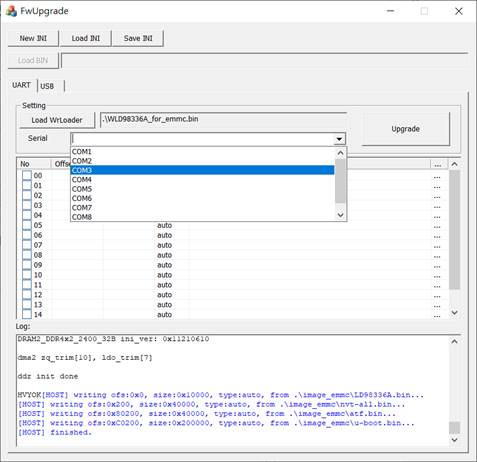 FwUpgrade
New INI Load INI Save INI
Load BIN
UART USB
Setting
Load WrLoader .\WLD98336A_for_emmc.bin
Upgrade
Serial
No Offse ...
COM1
COM2
COM3
COM4
COM5
COM6
COM7
COM8
00 ...
01 ...
02 ...
03 ...
04 ...
05 auto ...
06 auto ...
07 auto ...
08 auto ...
09 auto ...
10 auto ...
11 auto ...
12 auto ...
13 auto ...
14 auto ...
Log:
DRAM2_DDR4x2_2400_32B ini_ver: 0x11210610
dma2 zq_trim[10], ldo_trim[7]
ddr init done
HVYOK[HOST] writing ofs:0x0, size:0x10000, type:auto, from .\image_emmc\LD98336A.bin...
[HOST] writing ofs:0x200, size:0x40000, type:auto, from .\image_emmc\nvt-all.bin...
[HOST] writing ofs:0x80200, size:0x40000, type:auto, from .\image_emmc\atf.bin...
[HOST] writing ofs:0xC0200, size:0x200000, type:auto, from .\image_emmc\u-boot.bin...
[HOST] finished.